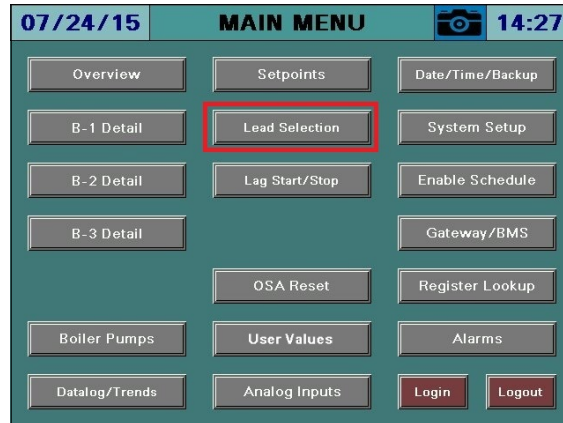 07/24/15 MAIN MENU 14:27
Overview Setpoints Date/Time/Backup
B-1 Detail Lead Selection System Setup
B-2 Detail Lag Start/Stop Enable Schedule
B-3 Detail Gateway/BMS
OSA Reset Register Lookup
Boiler Pumps User Values Alarms
Datalog/Trends Analog Inputs Login Logout